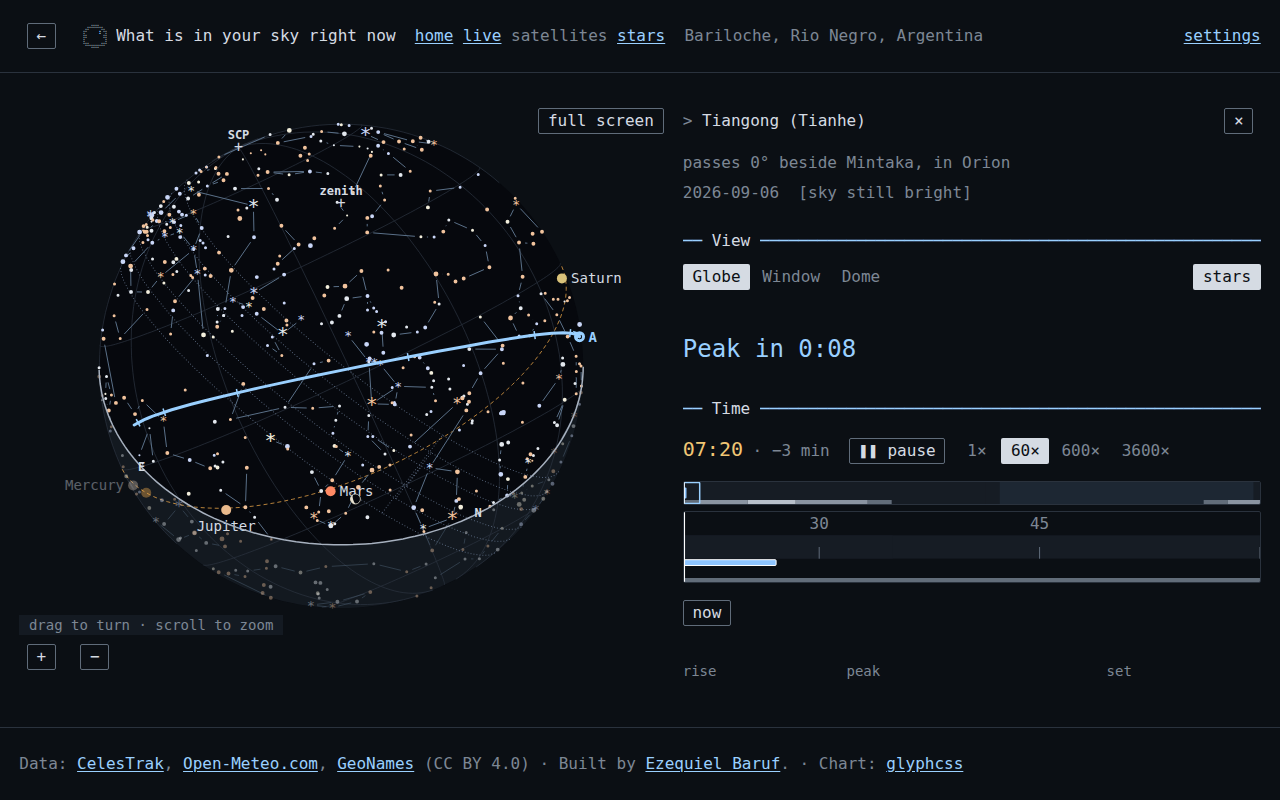 ← What is in your sky right now home live satellites stars Bariloche, Rio Negro, Argentina settings
full screen
SCP
zenith
Saturn
A
E
Mercury
Mars
Jupiter
N
drag to turn · scroll to zoom
+ −
> Tiangong (Tianhe) ×
passes 0° beside Mintaka, in Orion
2026-09-06 [sky still bright]
View
Globe Window Dome stars
Peak in 0:08
Time
07:20 · −3 min ❚❚ pause 1× 60× 600× 3600×
30 45
now
rise peak set
Data: CelesTrak, Open-Meteo.com, GeoNames (CC BY 4.0) · Built by Ezequiel Baruf. · Chart: glyphcss